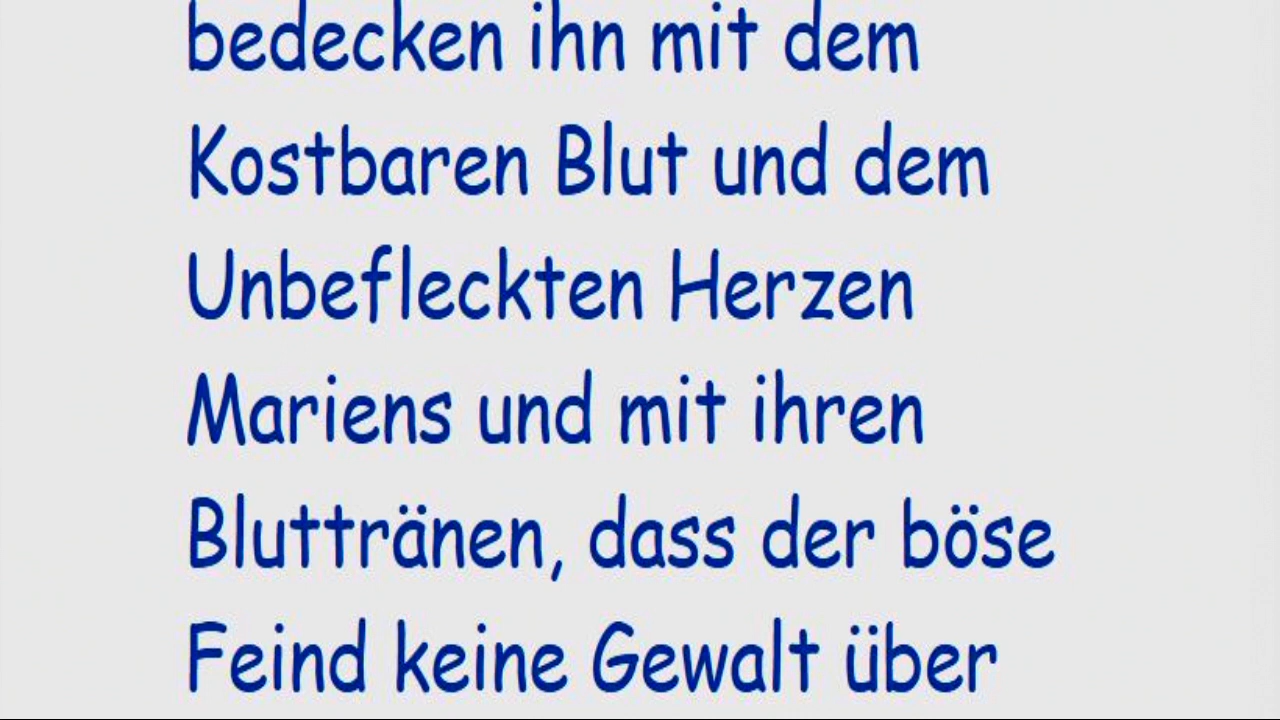 bedecken ihn mit dem
Kostbaren Blut und dem
Unbefleckten Herzen
Mariens und mit ihren
Bluttränen, dass der böse
Feind keine Gewalt über